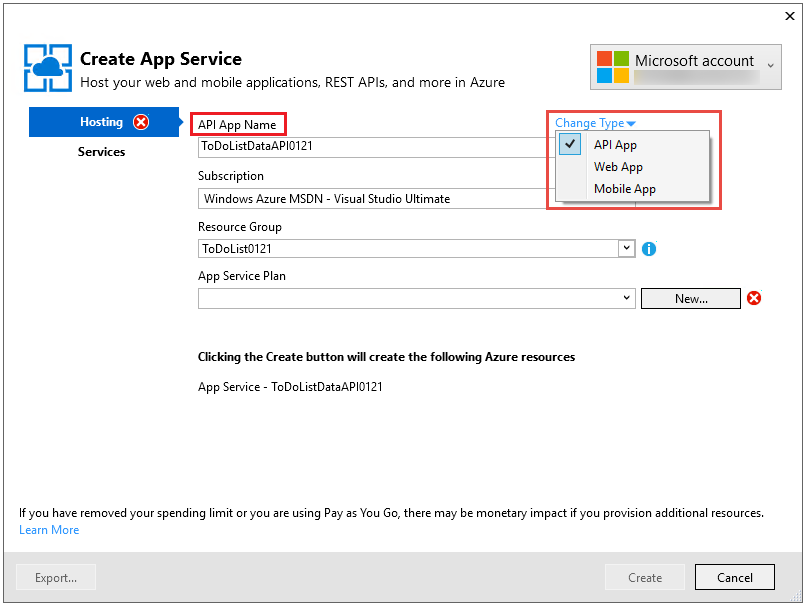 Create App Service
Host your web and mobile applications, REST APIs, and more in Azure
Microsoft account
Hosting
Services
API App Name
Change Type
ToDoListDataAPI0121
API App
Web App
Mobile App
Subscription
Windows Azure MSDN - Visual Studio Ultimate
Resource Group
ToDoList0121
App Service Plan
New...
Clicking the Create button will create the following Azure resources
App Service - ToDoListDataAPI0121
If you have removed your spending limit or you are using Pay as You Go, there may be monetary impact if you provision additional resources.
Learn More
Export...
Create
Cancel